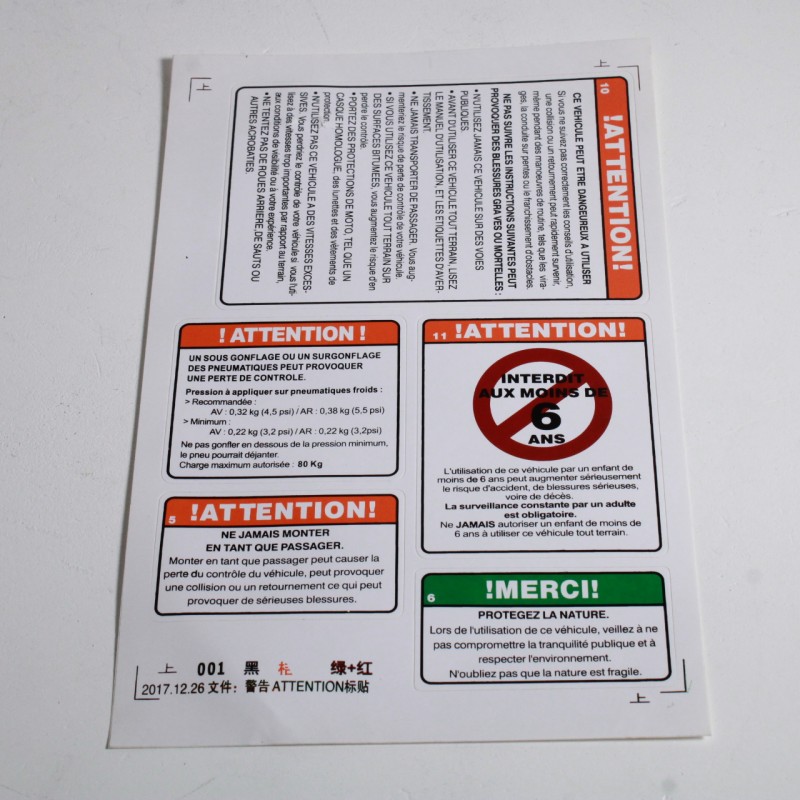 上
上
10 !ATTENTION!
CE VEHICULE PEUT ETRE DANGEUREUX A UTILISER
Si vous ne suivez pas correctement les conseils d'utilisation,
une collision ou un retournement peut rapidement survenir,
même pendant des manoeuvres de routine, tels que les vira-
ges, la conduite sur pentes ou le franchissement d'obstacles.
NE PAS SUIVRE LES INSTRUCTIONS SUIVANTES PEUT
PROVOQUER DES BLESSURES GRAVES OU MORTELLES :
•N'UTILISEZ JAMAIS CE VEHICULE SUR DES VOIES
PUBLIQUES.
•AVANT D'UTILISER CE VEHICULE TOUT TERRAIN, LISEZ
LE MANUEL D'UTILISATION, ET LES ETIQUETTES D'AVER-
TISSEMENT.
•NE JAMAIS TRANSPORTER DE PASSAGER. Vous aug-
menteriez le risque de perte de contrôle de votre véhicule.
•SI VOUS UTILISEZ CE VEHICULE TOUT TERRAIN SUR
DES SURFACES BITUMEES, vous augmentez le risque d'en
perdre le contrôle.
•PORTEZ DES PROTECTIONS DE MOTO, TEL QUE UN
CASQUE HOMOLOGUE, des lunettes et des vêtements de
protection.
•N'UTILISEZ PAS CE VEHICULE A DES VITESSES EXCES-
SIVES. Vous perdriez le contrôle de votre véhicule si vous l'uti-
lisez à des vitesses trop importantes par rapport au terrain,
aux conditions de visibilité ou à votre expérience.
•NE TENTEZ PAS DE ROUES ARRIERE,DE SAUTS OU
AUTRES ACROBATIES.
! ATTENTION !
UN SOUS GONFLAGE OU UN SURGONFLAGE
DES PNEUMATIQUES PEUT PROVOQUER
UNE PERTE DE CONTROLE.
Pression à appliquer sur pneumatiques froids :
> Recommandée :
AV : 0,32 kg (4,5 psi) / AR : 0,38 kg (5,5 psi)
> Minimum :
AV : 0,22 kg (3,2 psi) / AR : 0,22 kg (3,2psi)
Ne pas gonfler en dessous de la pression minimum,
le pneu pourrait déjanter.
Charge maximum autorisée : 80 Kg
11 !ATTENTION!
INTERDIT
AUX MOINS DE
6
ANS
L'utilisation de ce véhicule par un enfant de
moins de 6 ans peut augmenter sérieusement
le risque d'accident, de blessures sérieuses,
voire de décès.
La surveillance constante par un adulte
est obligatoire.
Ne JAMAIS autoriser un enfant de moins de
6 ans à utiliser ce véhicule tout terrain.
5 !ATTENTION!
NE JAMAIS MONTER
EN TANT QUE PASSAGER.
Monter en tant que passager peut causer la
perte du contrôle du véhicule, peut provoquer
une collision ou un retournement ce qui peut
provoquer de sérieuses blessures.
6 !MERCI!
PROTEGEZ LA NATURE.
Lors de l'utilisation de ce véhicule, veillez à ne
pas compromettre la tranquilité publique et à
respecter l'environnement.
N'oubliez pas que la nature est fragile.
上 001 黑 绿+红
2017.12.26 文件: 警告 ATTENTION标贴
上